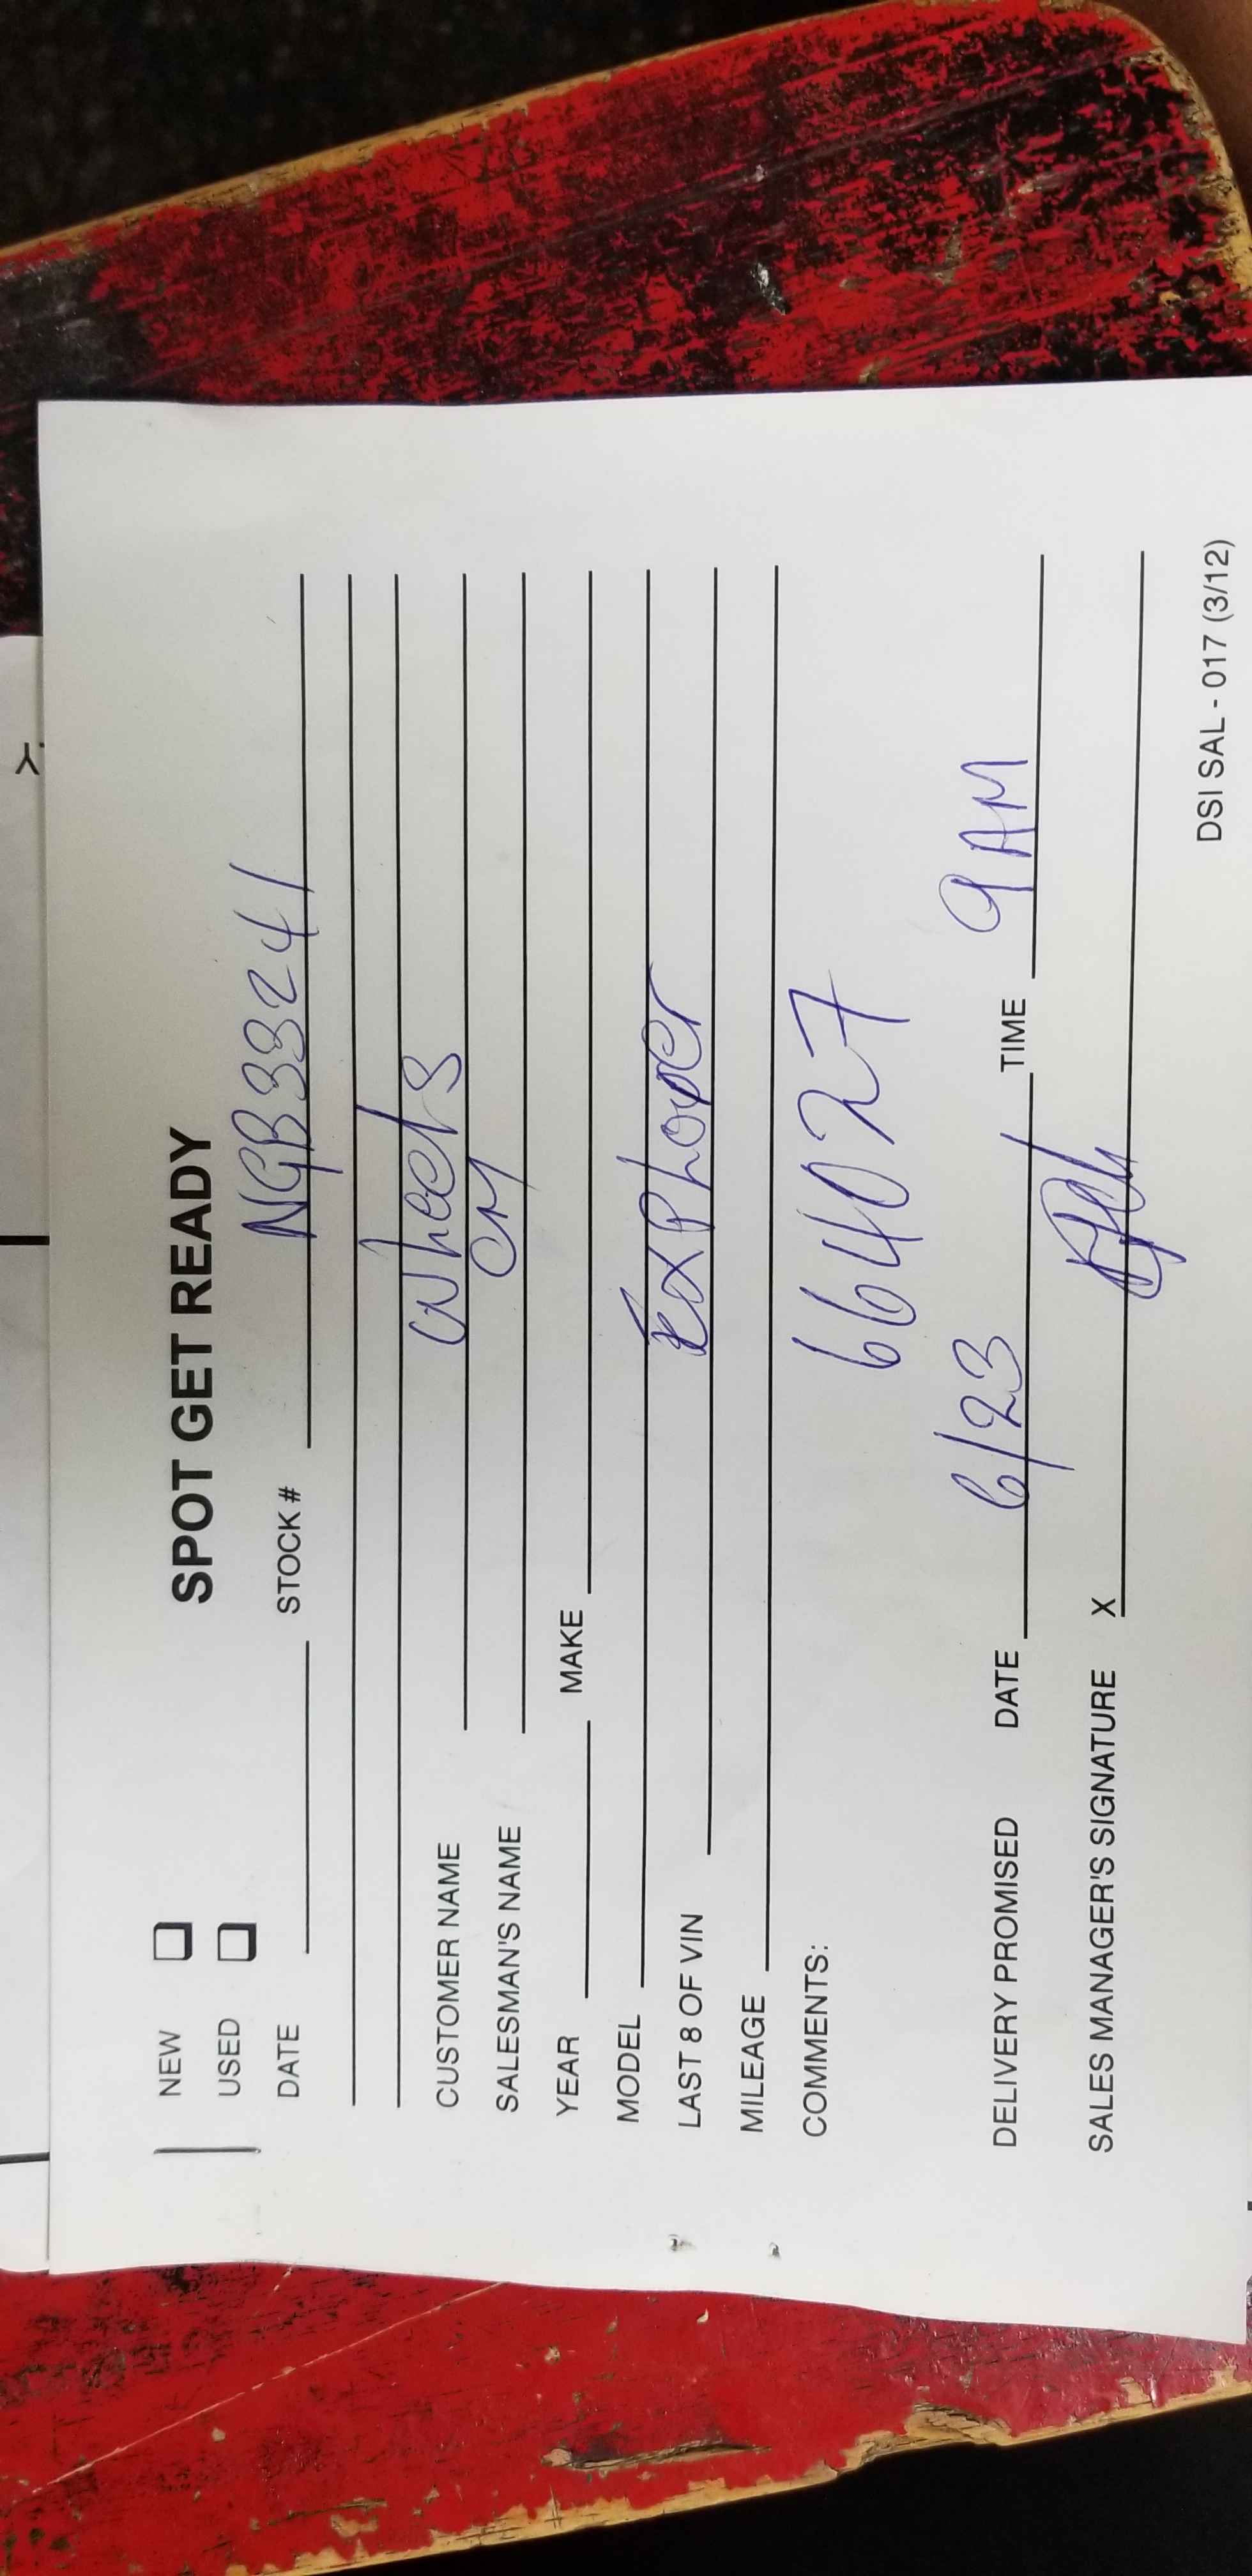 SPOT GET READY
NEW
USED
DATE STOCK # NGB33241
CUSTOMER NAME Wheels
SALESMAN'S NAME CM
YEAR MAKE
MODEL Explorer
LAST 8 OF VIN
MILEAGE
COMMENTS: 664027
DELIVERY PROMISED DATE 6/23 TIME 9AM
SALES MANAGER'S SIGNATURE X
DSI SAL - 017 (3/12)